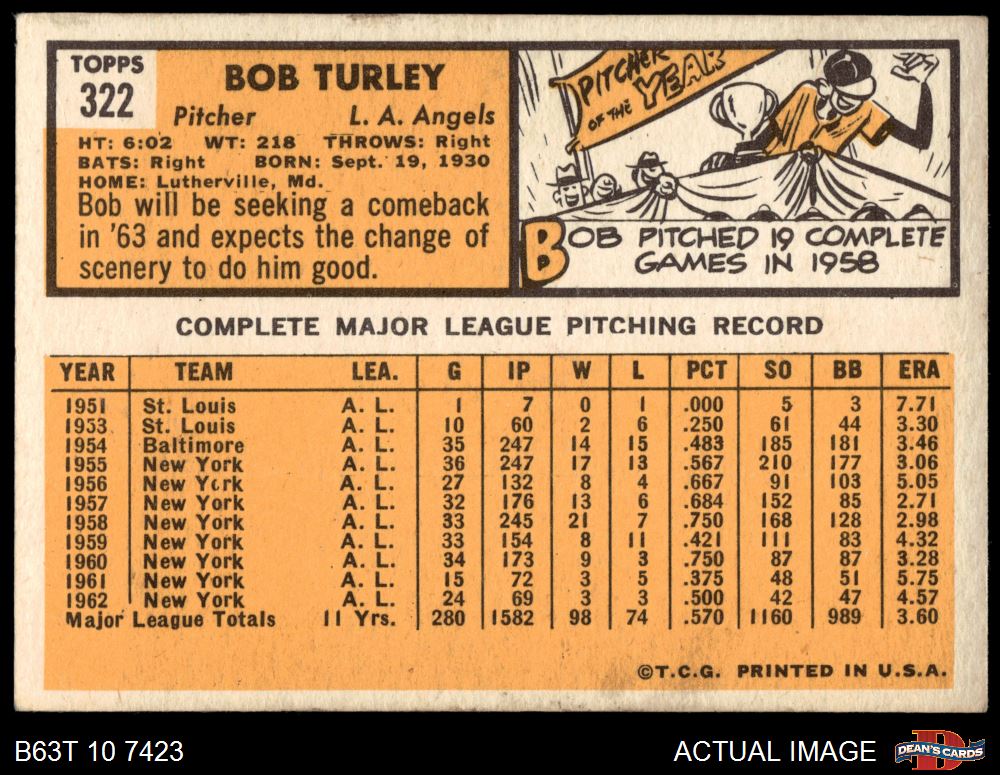 TOPPS
322
BOB TURLEY
Pitcher L. A. Angels
HT: 6:02 WT: 218 THROWS: Right
BATS: Right BORN: Sept. 19, 1930
HOME: Lutherville, Md.
Bob will be seeking a comeback
in '63 and expects the change of
scenery to do him good.
PITCHER
OF THE YEAR
BOB PITCHED 19 COMPLETE
GAMES IN 1958
COMPLETE MAJOR LEAGUE PITCHING RECORD
YEAR TEAM LEA. G IP W L PCT SO BB ERA
1951 St. Louis A. L. 1 7 0 1 .000 5 3 7.71
1953 St. Louis A. L. 10 60 2 6 .250 61 44 3.30
1954 Baltimore A. L. 35 247 14 15 .483 185 181 3.46
1955 New York A. L. 36 247 17 13 .567 210 177 3.06
1956 New York A. L. 27 132 8 4 .667 91 103 5.05
1957 New York A. L. 32 176 13 6 .684 152 85 2.71
1958 New York A. L. 33 245 21 7 .750 168 128 2.98
1959 New York A. L. 33 154 8 11 .421 111 83 4.32
1960 New York A. L. 34 173 9 3 .750 87 87 3.28
1961 New York A. L. 15 72 3 5 .375 48 51 5.75
1962 New York A. L. 24 69 3 3 .500 42 47 4.57
Major League Totals 11 Yrs. 280 1582 98 74 .570 1160 989 3.60
©T.C.G. PRINTED IN U.S.A.
B63T 10 7423 ACTUAL IMAGE DEAN'S CARDS